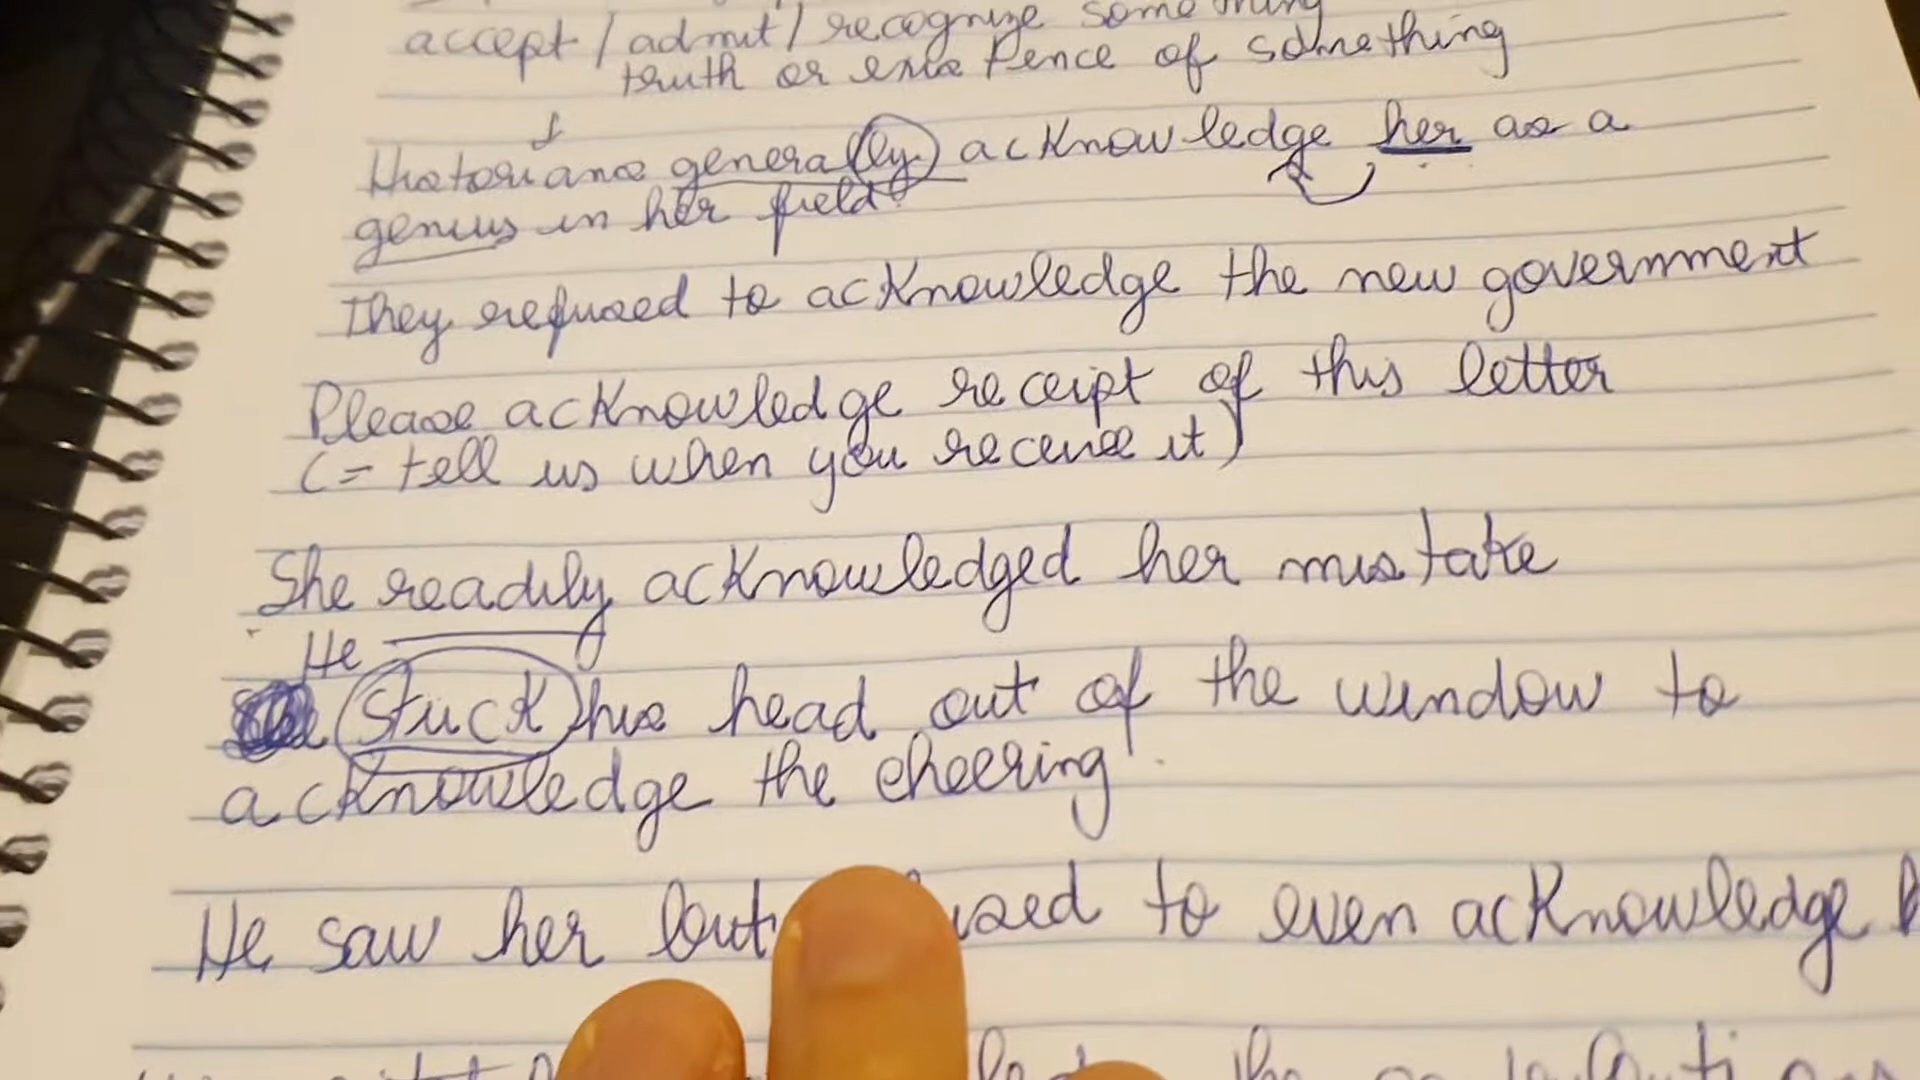 accept / admit / recognize something
truth or existence of something
Historians generally acknowledge her as a
genius in her field
They refused to acknowledge the new government
Please acknowledge receipt of this letter
(= tell us when you receive it)
She readily acknowledged her mistake
He
stuck his head out of the window to
acknowledge the cheering
He saw her but to even acknowledge
the